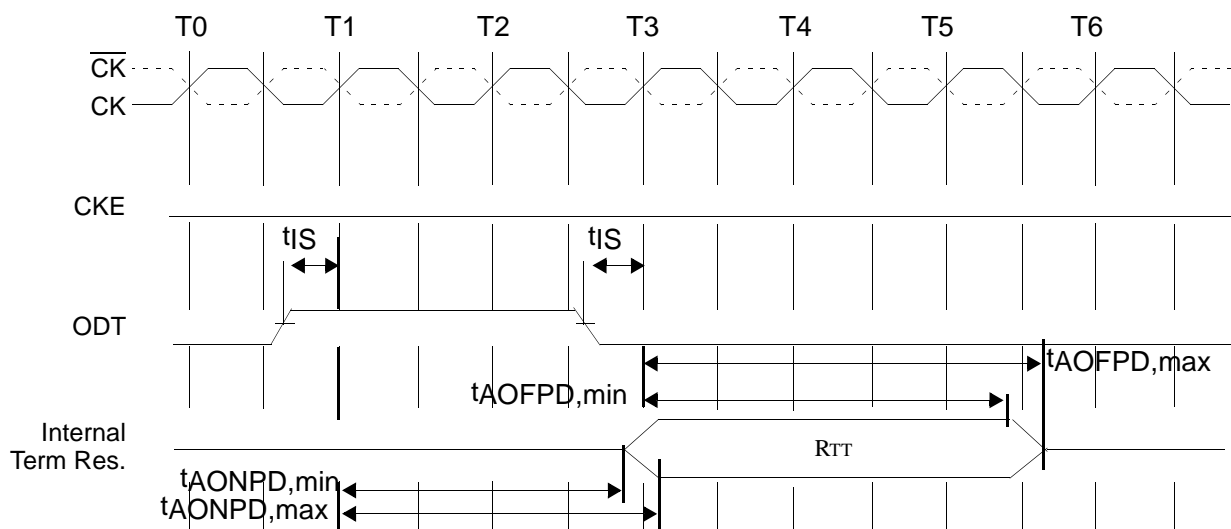 T0 T1 T2 T3 T4 T5 T6
CK
CK
CKE
tIS tIS
ODT
tAOFPD,max
tAOFPD,min
Internal
Term Res.
RTT
tAONPD,min
tAONPD,max